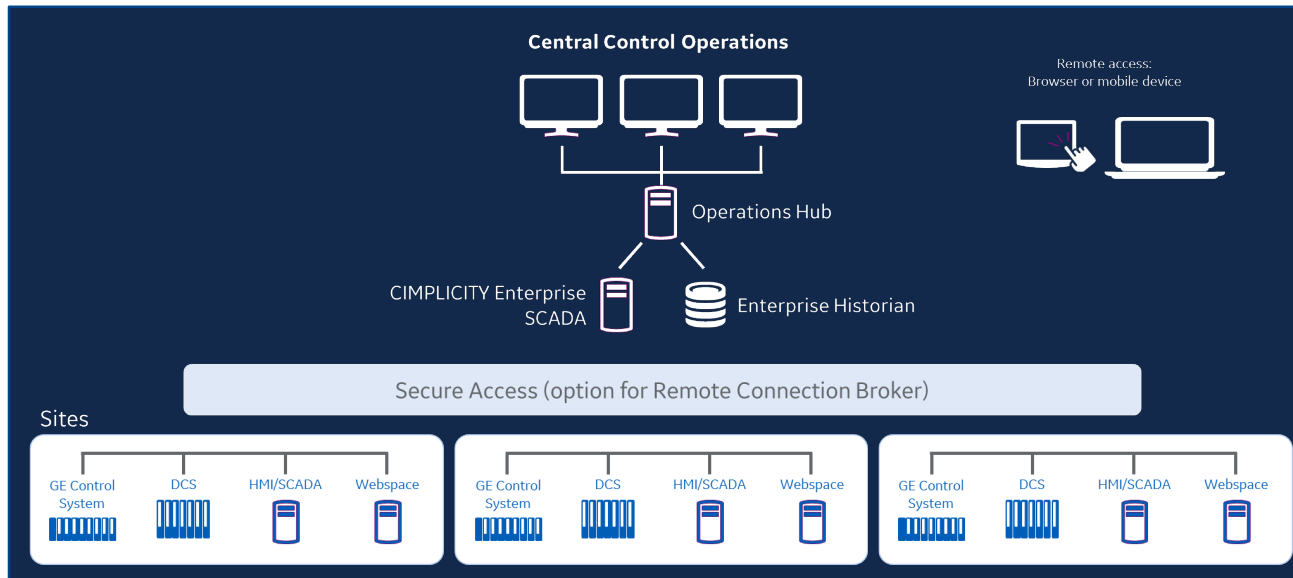 Central Control Operations
Remote access:
Browser or mobile device
Operations Hub
CIMPLICITY Enterprise
SCADA
Enterprise Historian
Secure Access (option for Remote Connection Broker)
Sites
GE Control
System
DCS
HMI/SCADA
Webspace
GE Control
System
DCS
HMI/SCADA
Webspace
GE Control
System
DCS
HMI/SCADA
Webspace